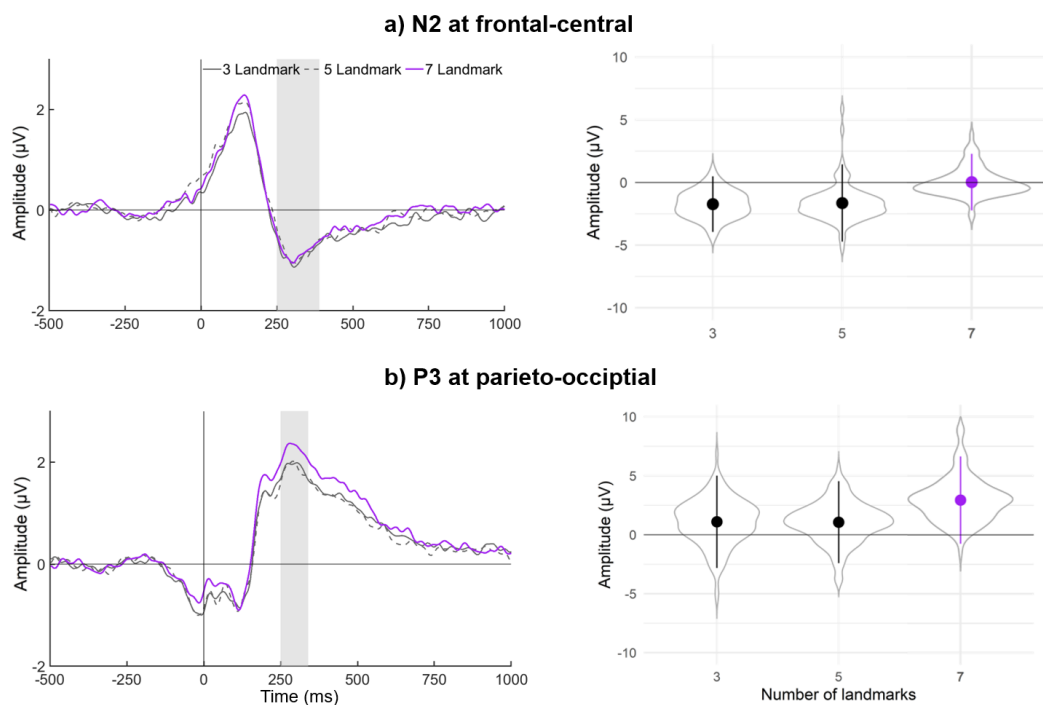 a) N2 at frontal-central
3 Landmark 5 Landmark 7 Landmark
Amplitude (µV)
2
0
-2
-500 -250 0 250 500 750 1000
Amplitude (µV)
10
5
0
-5
-10
3 5 7
b) P3 at parieto-occiptial
Amplitude (µV)
2
0
-2
-500 -250 0 250 500 750 1000
Time (ms)
Amplitude (µV)
10
5
0
-5
-10
3 5 7
Number of landmarks